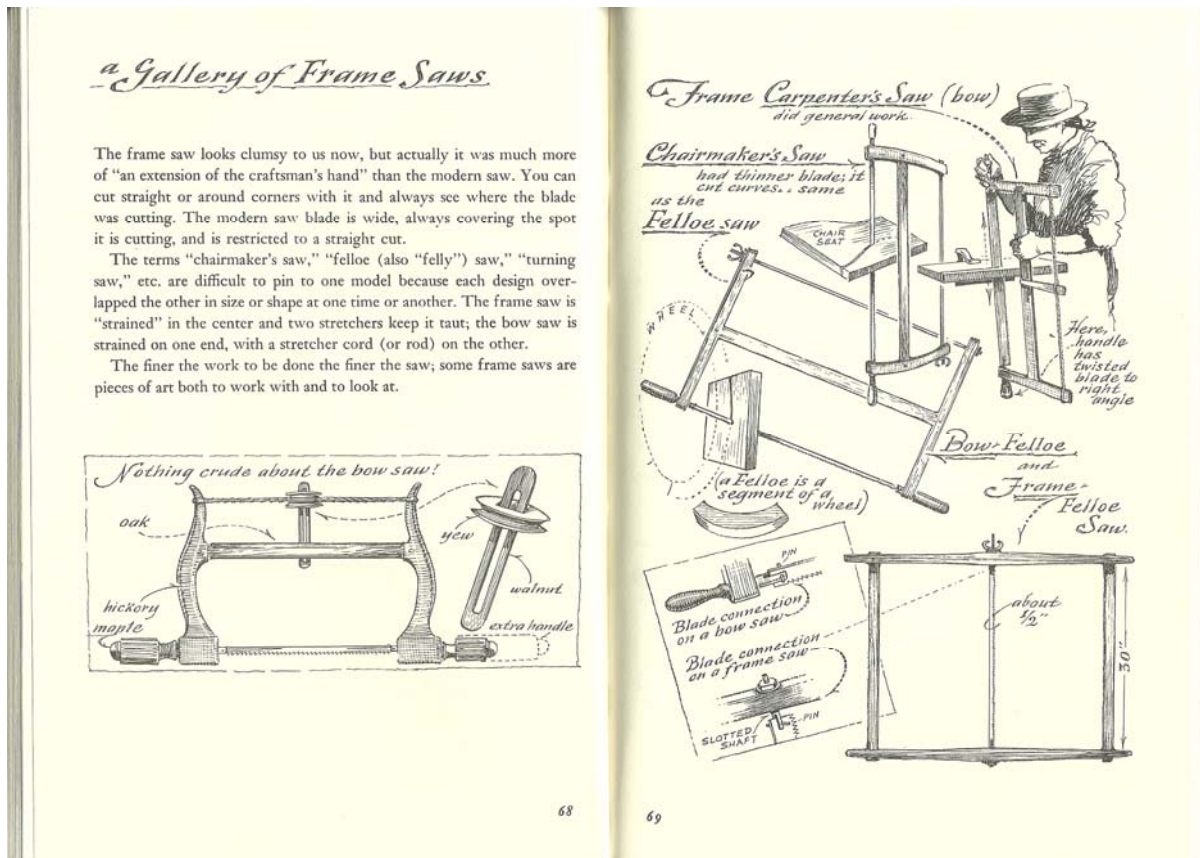 a Gallery of Frame Saws
The frame saw looks clumsy to us now, but actually it was much more
of “an extension of the craftsman's hand” than the modern saw. You can
cut straight or around corners with it and always see where the blade
was cutting. The modern saw blade is wide, always covering the spot
it is cutting, and is restricted to a straight cut.
The terms “chairmaker's saw,” “felloe (also “felly”) saw,” “turning
saw,” etc. are difficult to pin to one model because each design over-
lapped the other in size or shape at one time or another. The frame saw is
“strained” in the center and two stretchers keep it taut; the bow saw is
strained on one end, with a stretcher cord (or rod) on the other.
The finer the work to be done the finer the saw; some frame saws are
pieces of art both to work with and to look at.
Nothing crude about the bow saw!
oak
yew
walnut
hickory
maple
extra handle
68
Frame Carpenter's Saw (bow)
did general work
Chairmaker's Saw
had thinner blade; it
cut curves.. same
as the
Felloe saw
CHAIR
SEAT
WHEEL
Here,
handle
has
twisted
blade to
right
angle
(a Felloe is a
segment of a
wheel)
Bow-Felloe
and
Frame-
Felloe
Saw.
PIN
Blade connection
on a bow saw
Blade connection
on a frame saw
PIN
SLOTTED
SHAFT
about
1/2"
30"
69